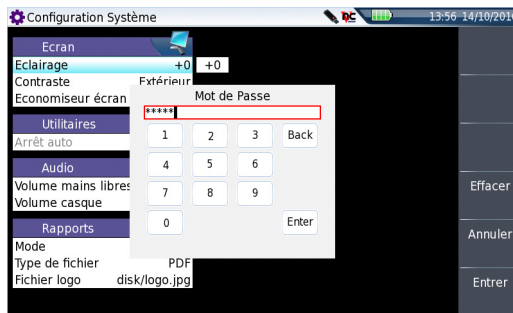 Configuration Système
13:56 14/10/201
Ecran
Eclairage +0 +0
Contraste Extérieur
Economiseur écran
Utilitaires
Arrêt auto
Audio
Volume mains libres
Volume casque
Rapports
Mode
Type de fichier PDF
Fichier logo disk/logo.jpg
Mot de Passe
*****
1 2 3 Back
4 5 6
7 8 9
0 Enter
Effacer
Annuler
Entrer